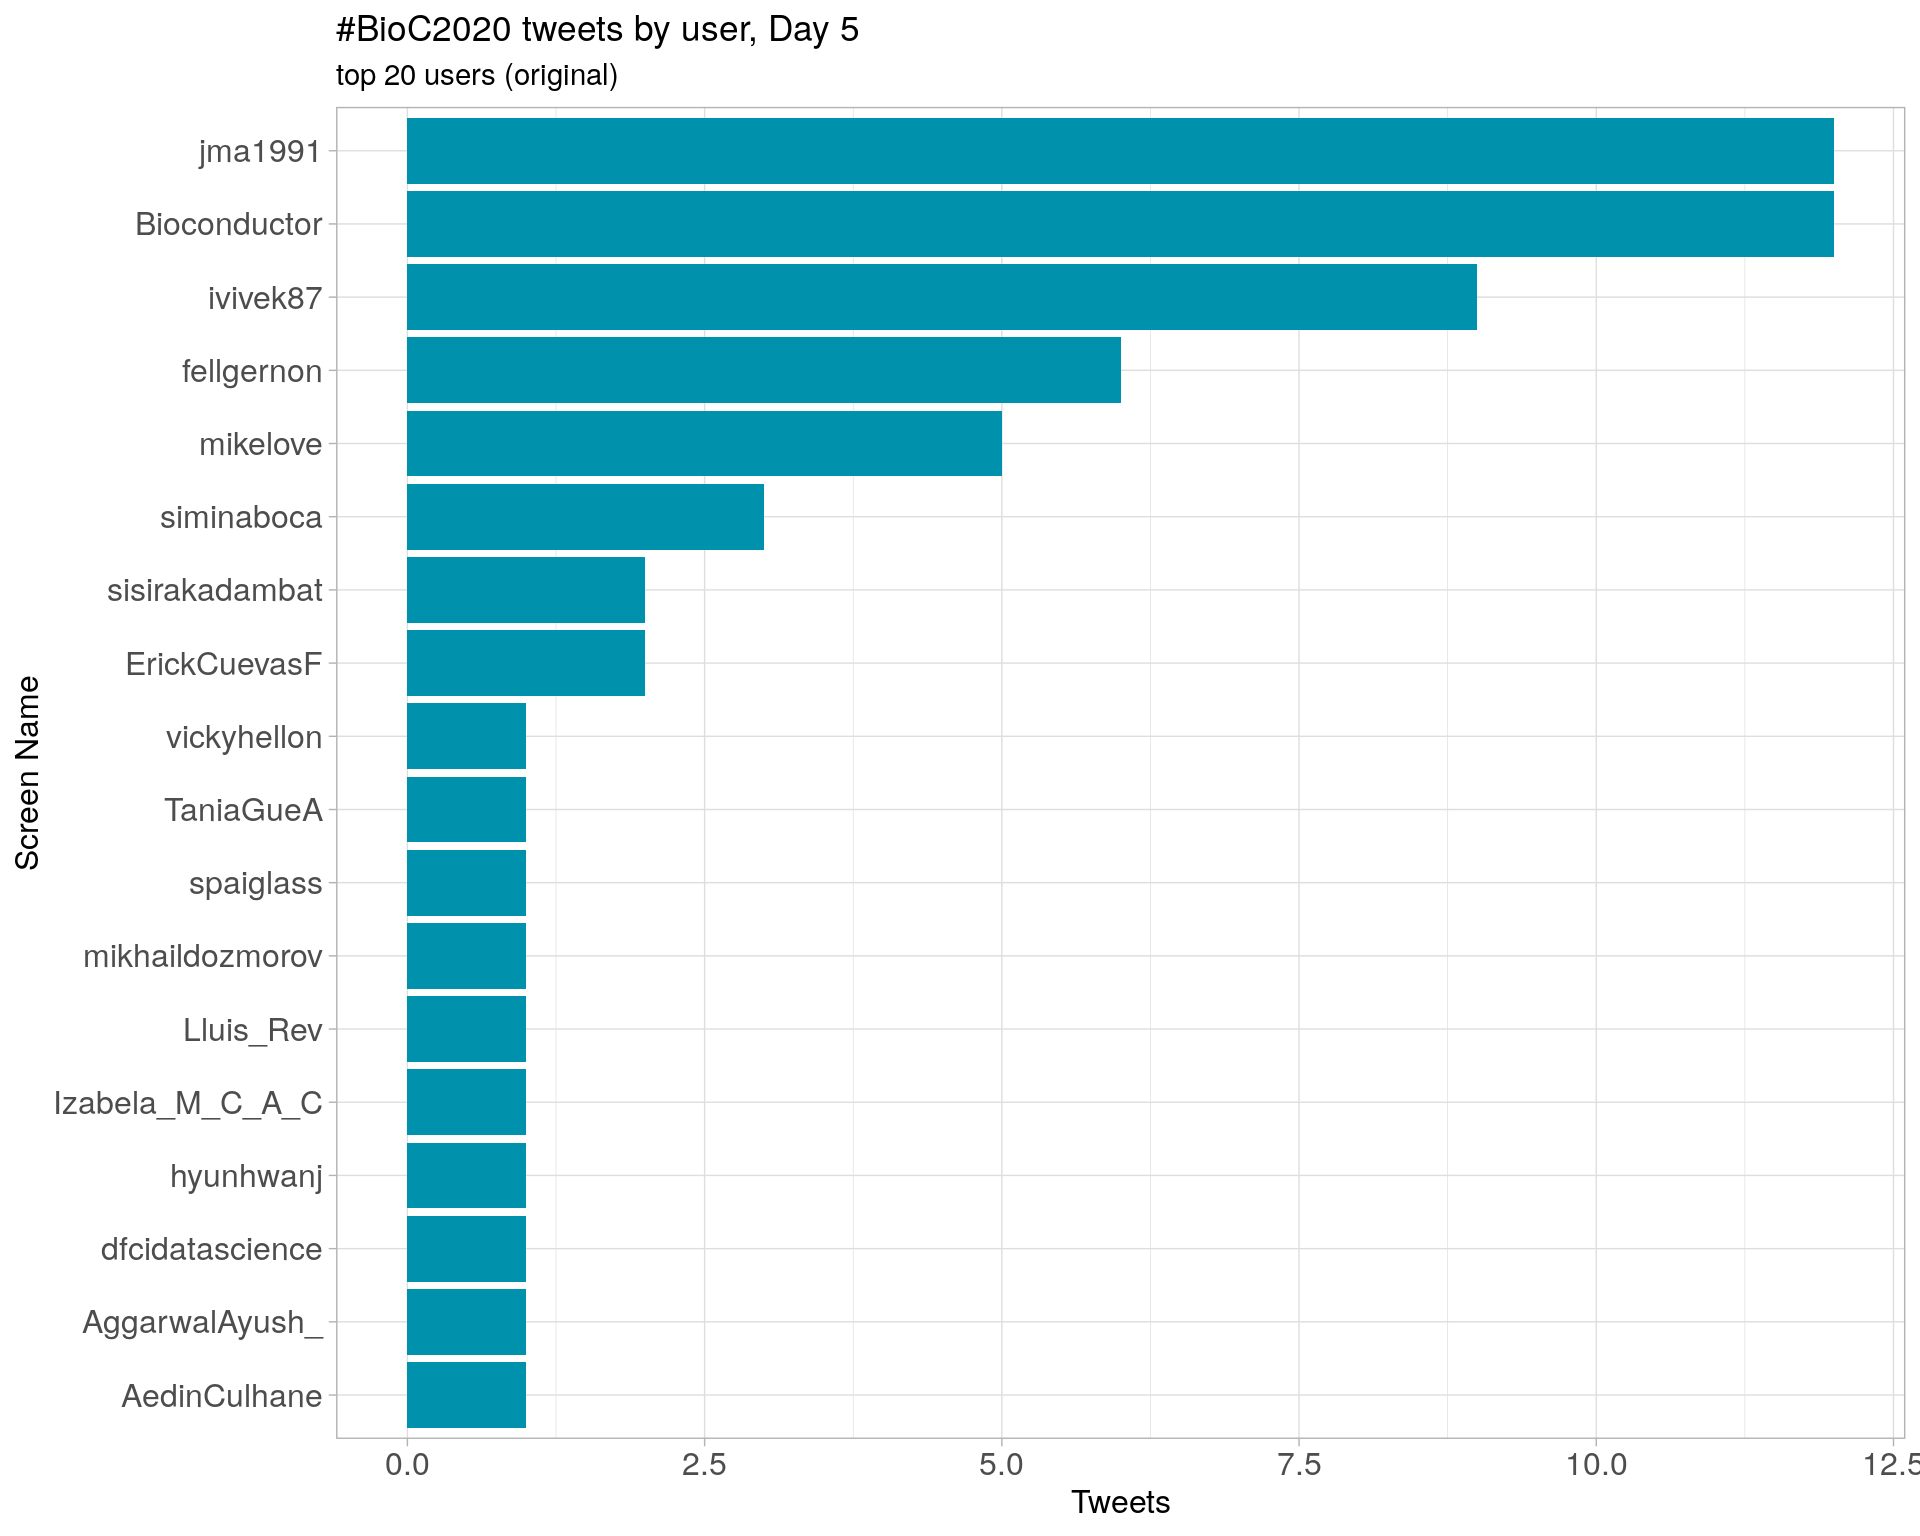 #BioC2020 tweets by user, Day 5
top 20 users (original)
jma1991
Bioconductor
ivivek87
fellgernon
mikelove
siminaboca
sisirakadambat
ErickCuevasF
vickyhellon
TaniaGueA
spaiglass
mikhaildozmorov
Lluis_Rev
Izabela_M_C_A_C
hyunhwanj
dfcidatascience
AggarwalAyush_
AedinCulhane
Screen Name
0.0 2.5 5.0 7.5 10.0 12.5
Tweets